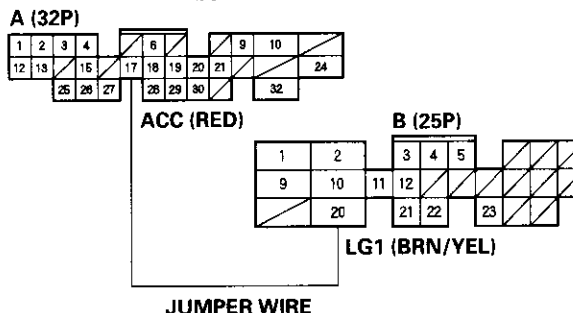 A (32P)
1 2 3 4 6 9 10
12 13 15 17 18 19 20 21 24
25 26 27 28 29 30 32
ACC (RED)
B (25P)
1 2 3 4 5
9 10 11 12
20 21 22 23
LG1 (BRN/YEL)
JUMPER WIRE